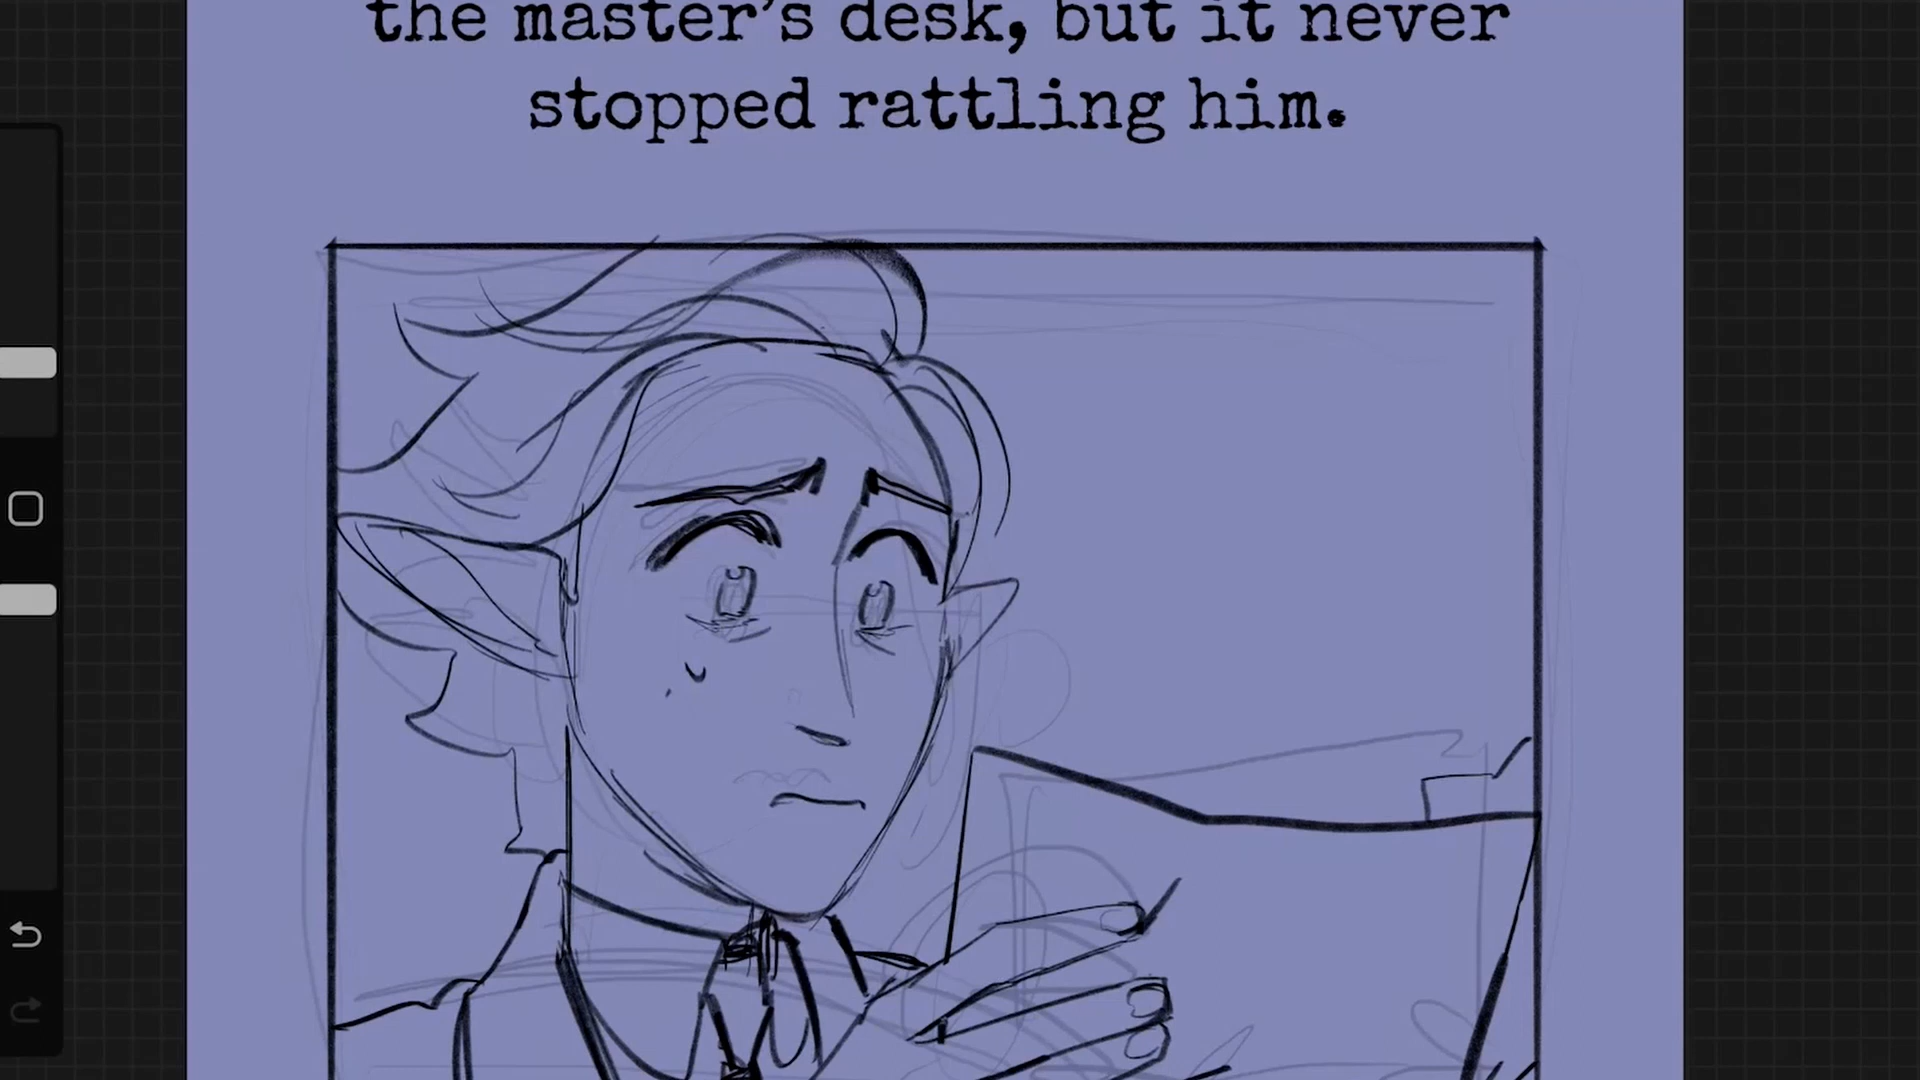 the master's desk, but it never
stopped rattling him.